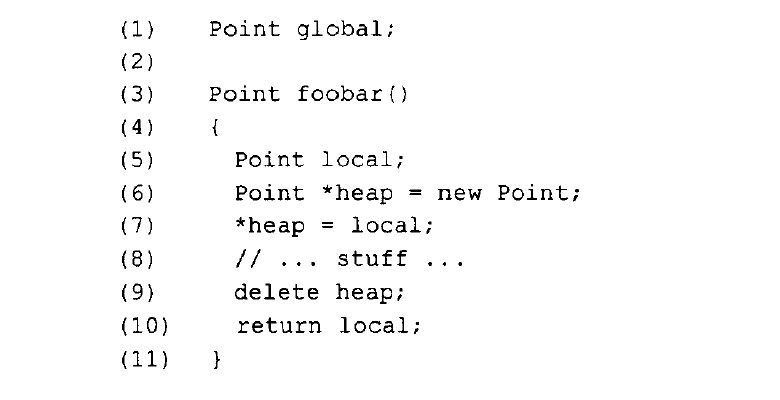 (1) Point global;
(2)
(3) Point foobar()
(4) {
(5) Point local;
(6) Point *heap = new Point;
(7) *heap = local;
(8) // ... stuff ...
(9) delete heap;
(10) return local;
(11) }